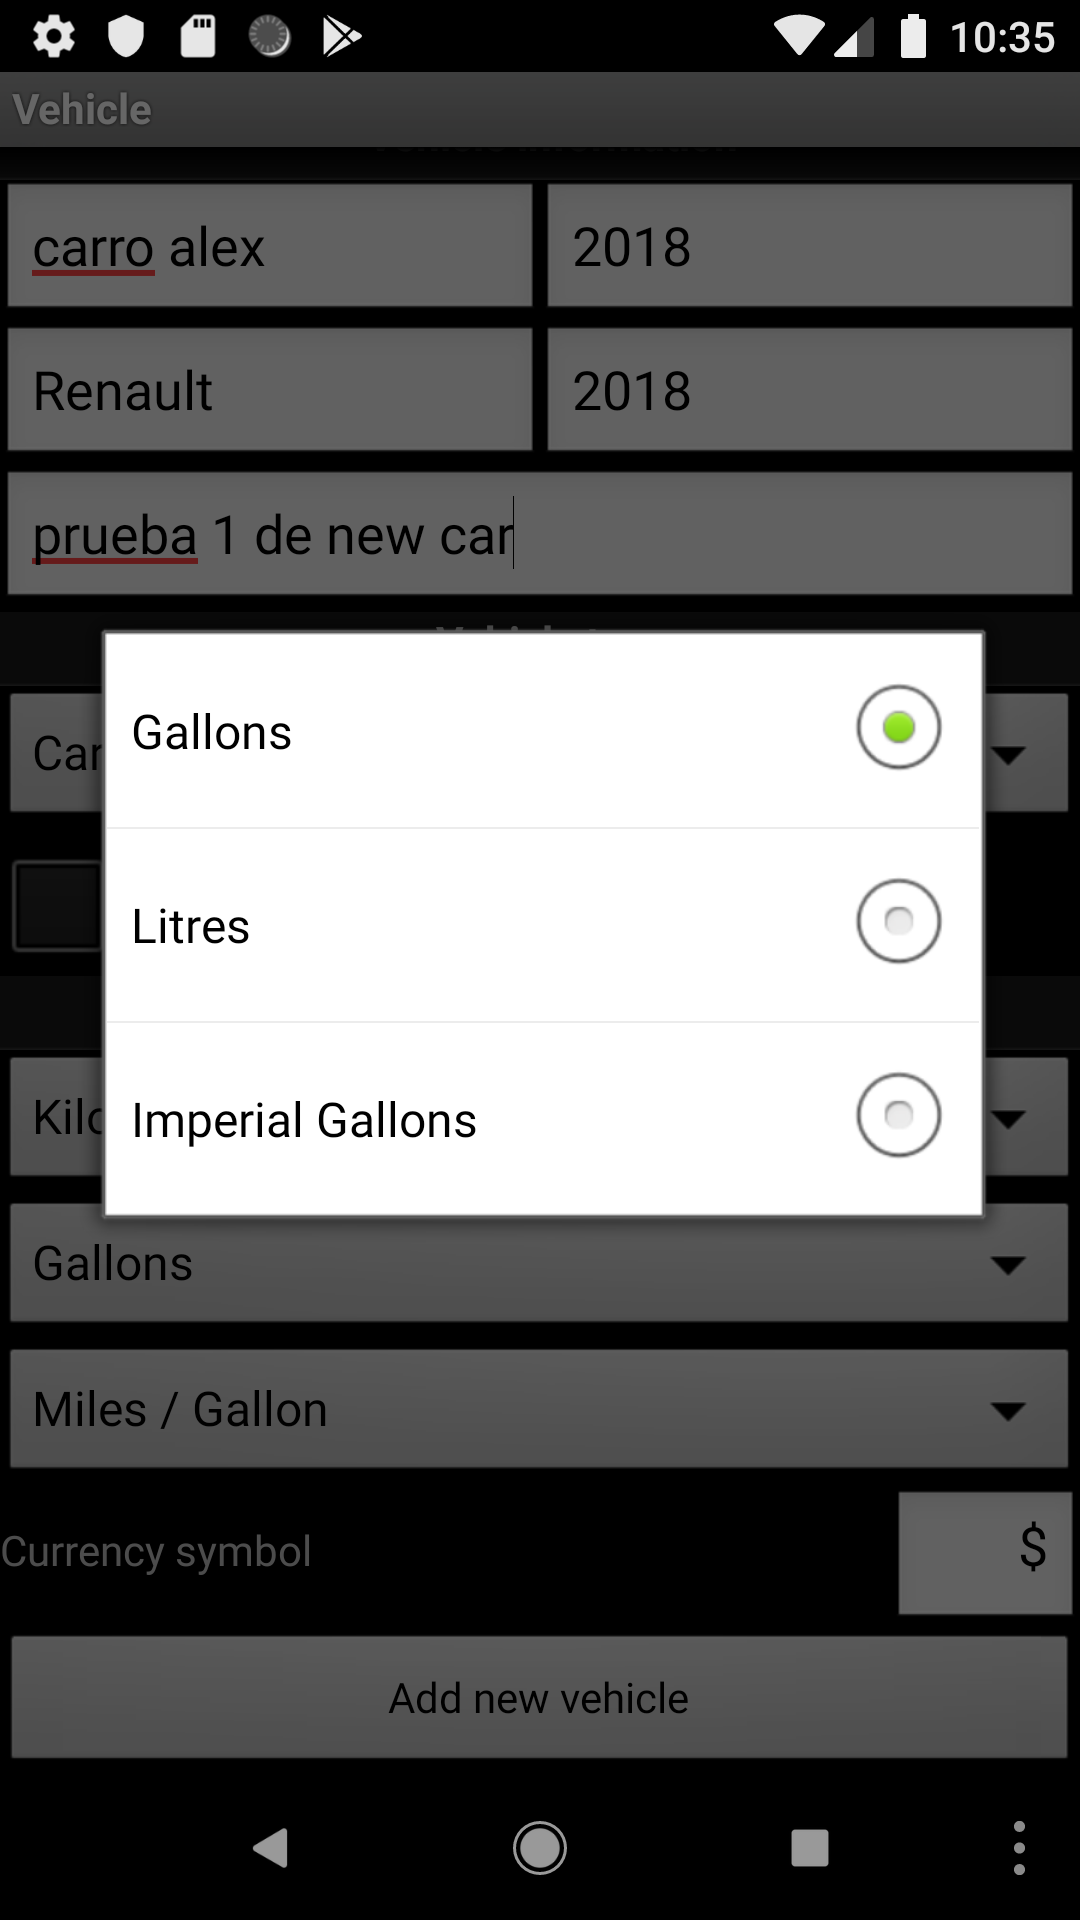 10:35
Vehicle
carro alex
2018
Renault
2018
prueba 1 de new car
Gallons
Car
Litres
Imperial Gallons
Gallons
Miles / Gallon
Currency symbol
$
Add new vehicle